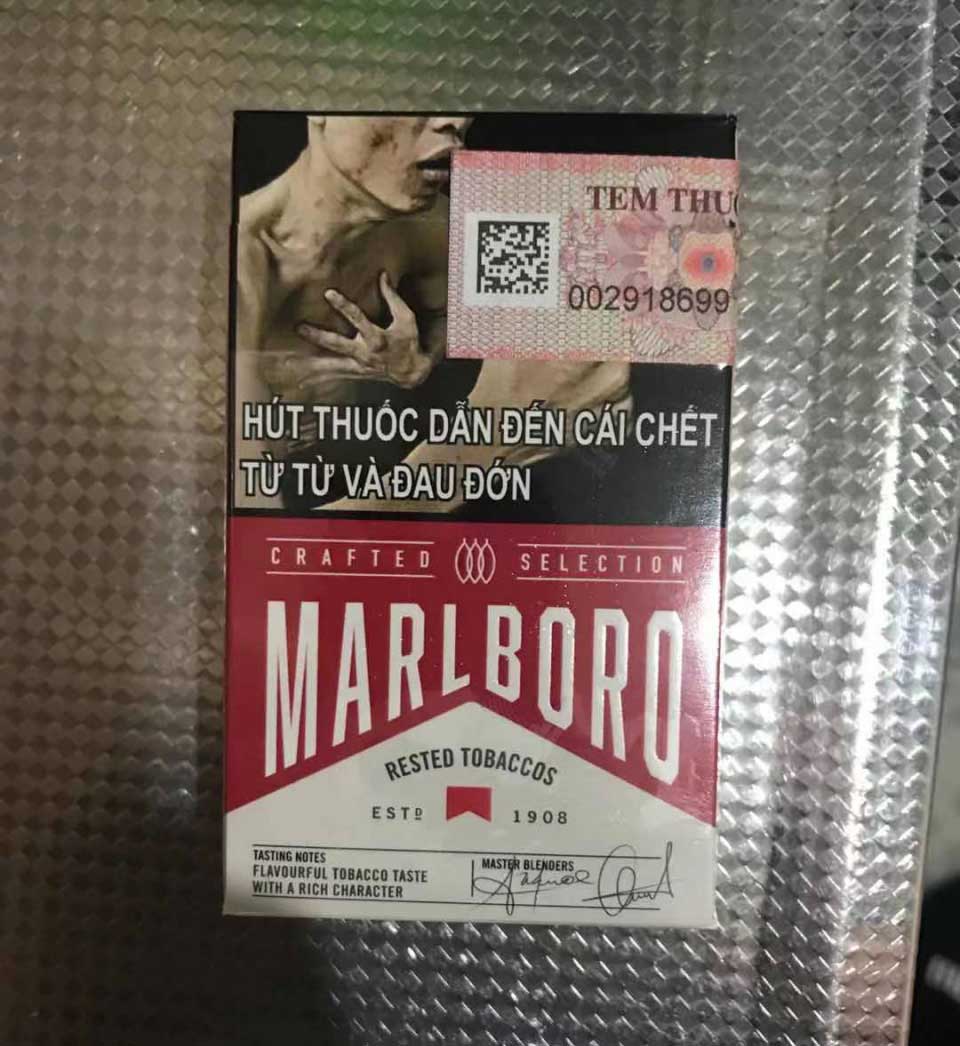 TEM THU
002918699
HÚT THUỐC DẪN ĐẾN CÁI CHẾT
TỪ TỪ VÀ ĐAU ĐỚN
CRAFTED SELECTION
MARLBORO
RESTED TOBACCOS
ESTD 1908
TASTING NOTES
FLAVOURFUL TOBACCO TASTE
WITH A RICH CHARACTER
MASTER BLENDERS